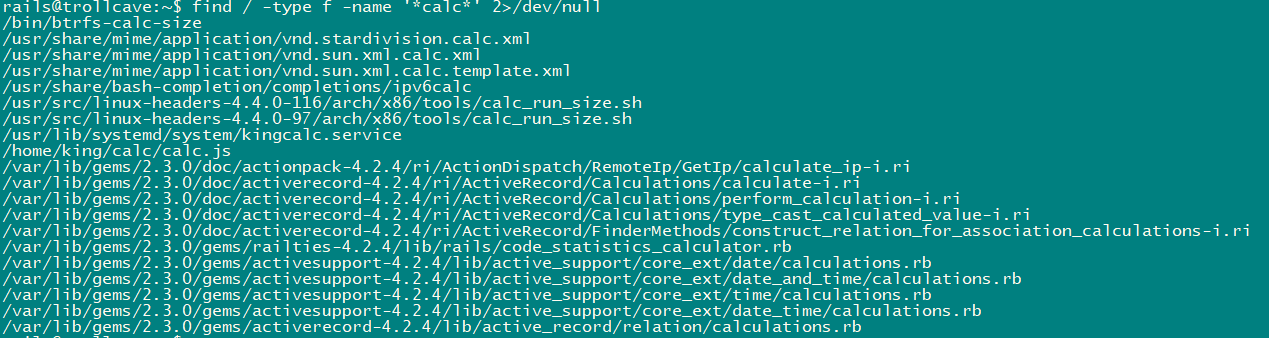 rails@trollcave:~$ find / -type f -name '*calc*' 2>/dev/null
/bin/btrfs-calc-size
/usr/share/mime/application/vnd.stardivision.calc.xml
/usr/share/mime/application/vnd.sun.xml.calc.xml
/usr/share/mime/application/vnd.sun.xml.calc.template.xml
/usr/share/bash-completion/completions/ipv6calc
/usr/src/linux-headers-4.4.0-116/arch/x86/tools/calc_run_size.sh
/usr/src/linux-headers-4.4.0-97/arch/x86/tools/calc_run_size.sh
/usr/lib/systemd/system/kingcalc.service
/home/king/calc/calc.js
/var/lib/gems/2.3.0/doc/actionpack-4.2.4/ri/ActionDispatch/RemoteIp/GetIp/calculate_ip-i.ri
/var/lib/gems/2.3.0/doc/activerecord-4.2.4/ri/ActiveRecord/Calculations/calculate-i.ri
/var/lib/gems/2.3.0/doc/activerecord-4.2.4/ri/ActiveRecord/Calculations/perform_calculation-i.ri
/var/lib/gems/2.3.0/doc/activerecord-4.2.4/ri/ActiveRecord/Calculations/type_cast_calculated_value-i.ri
/var/lib/gems/2.3.0/doc/activerecord-4.2.4/ri/ActiveRecord/FinderMethods/construct_relation_for_association_calculations-i.ri
/var/lib/gems/2.3.0/gems/railties-4.2.4/lib/rails/code_statistics_calculator.rb
/var/lib/gems/2.3.0/gems/activesupport-4.2.4/lib/active_support/core_ext/date/calculations.rb
/var/lib/gems/2.3.0/gems/activesupport-4.2.4/lib/active_support/core_ext/date_and_time/calculations.rb
/var/lib/gems/2.3.0/gems/activesupport-4.2.4/lib/active_support/core_ext/time/calculations.rb
/var/lib/gems/2.3.0/gems/activesupport-4.2.4/lib/active_support/core_ext/date_time/calculations.rb
/var/lib/gems/2.3.0/gems/activerecord-4.2.4/lib/active_record/relation/calculations.rb